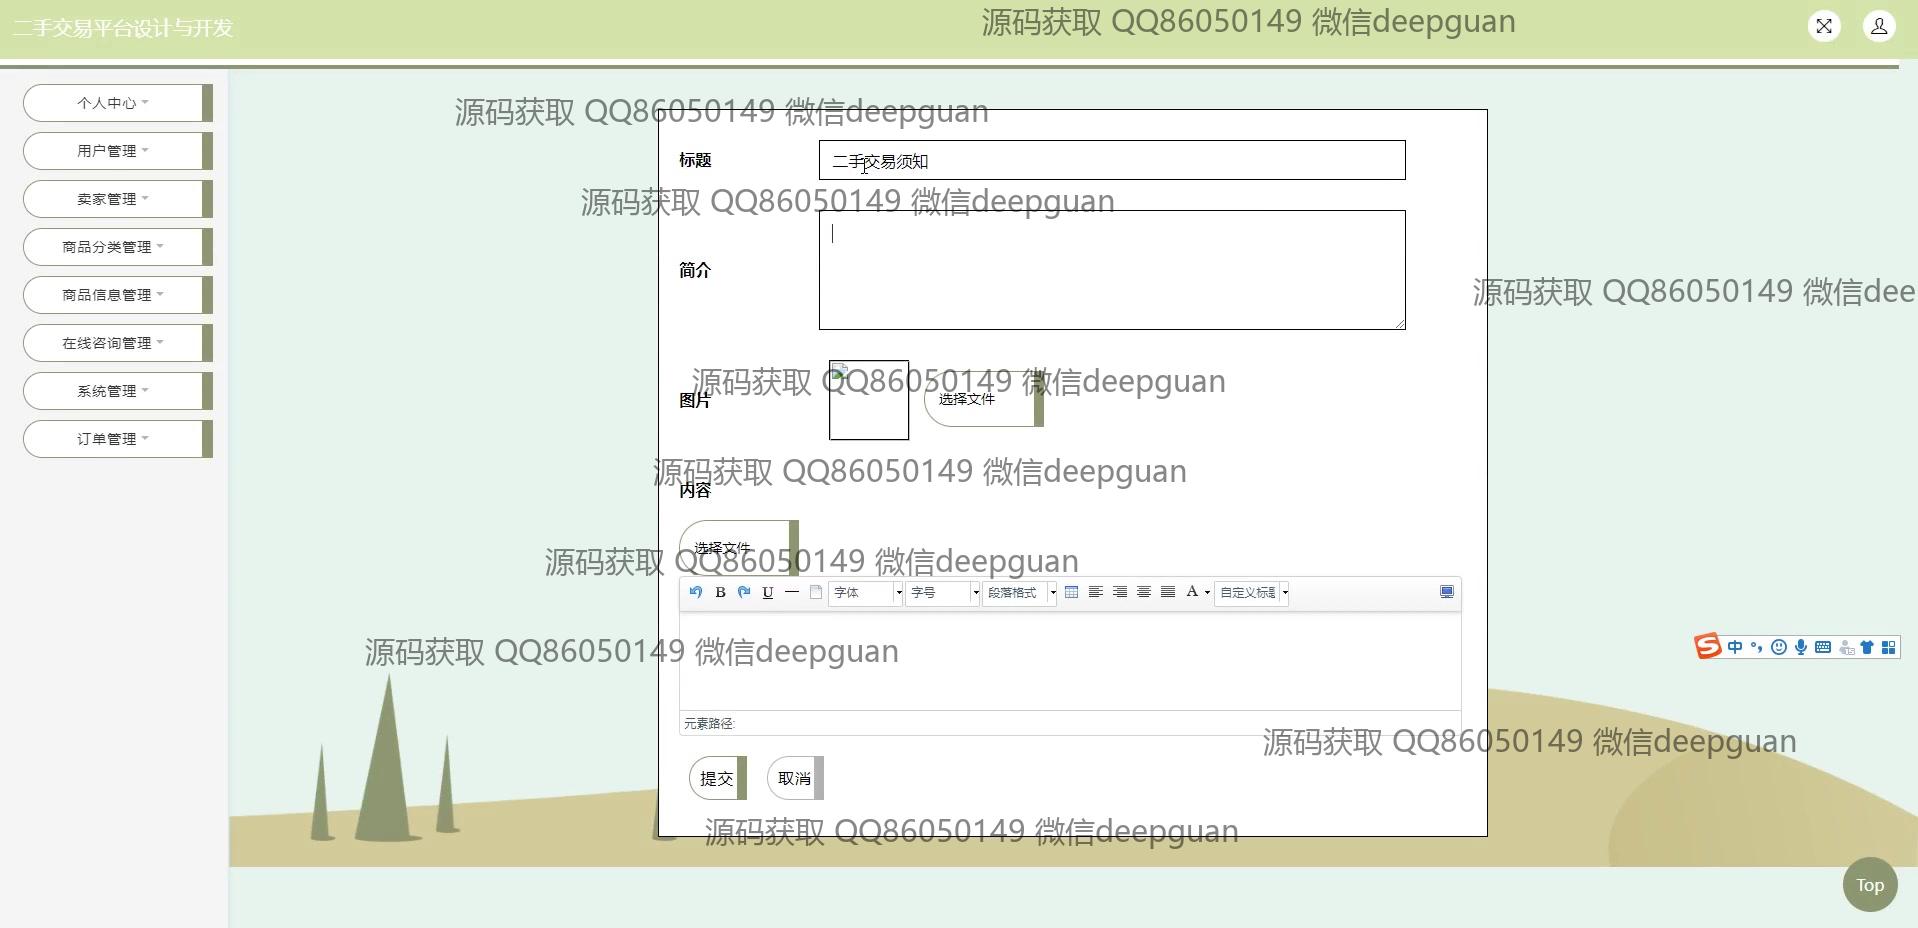 二手交易平台设计与开发
源码获取 QQ86050149 微信deepguan
个人中心
用户管理
卖家管理
商品分类管理
商品信息管理
在线咨询管理
系统管理
订单管理
源码获取 QQ86050149 微信deepguan
标题
二手交易须知
源码获取 QQ86050149 微信deepguan
简介
源码获取 QQ86050149 微信dee
源码获取 QQ86050149 微信deepguan
图片
选择文件
源码获取 QQ86050149 微信deepguan
内容
选择文件
源码获取 QQ86050149 微信deepguan
B U 字体 字号 段落格式 A 自定义标题
源码获取 QQ86050149 微信deepguan
中
元素路径:
源码获取 QQ86050149 微信deepguan
提交 取消
源码获取 QQ86050149 微信deepguan
Top